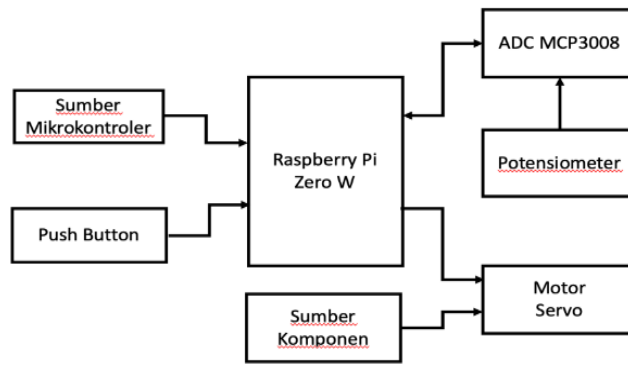 ADC MCP3008
Sumber
Mikrokontroler
Raspberry Pi
Zero W
Potensiometer
Push Button
Motor
Servo
Sumber
Komponen